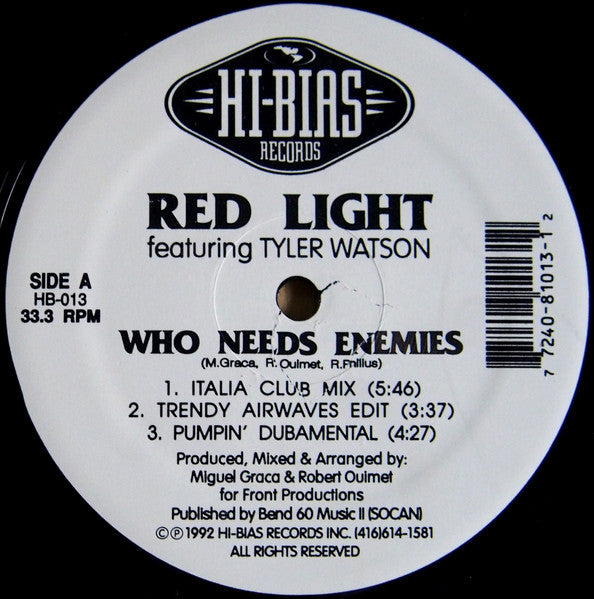 HI-BIAS
RECORDS
RED LIGHT
featuring TYLER WATSON
SIDE A
HB-013
33.3 RPM
7 7240-81013-1 2
WHO NEEDS ENEMIES
(M.Graca, R. Ouimet, R.Phillus)
1. ITALIA CLUB MIX (5:46)
2. TRENDY AIRWAVES EDIT (3:37)
3. PUMPIN' DUBAMENTAL (4:27)
Produced, Mixed & Arranged by:
Miguel Graca & Robert Ouimet
for Front Productions
Published by Bend 60 Music II (SOCAN)
©℗1992 HI-BIAS RECORDS INC. (416)614-1581
ALL RIGHTS RESERVED